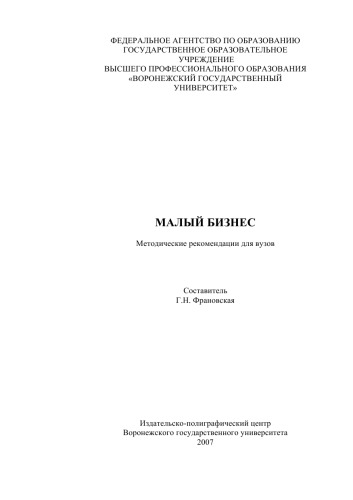 ФЕДЕРАЛЬНОЕ АГЕНТСТВО ПО ОБРАЗОВАНИЮ
ГОСУДАРСТВЕННОЕ ОБРАЗОВАТЕЛЬНОЕ
УЧРЕЖДЕНИЕ
ВЫСШЕГО ПРОФЕССИОНАЛЬНОГО ОБРАЗОВАНИЯ
«ВОРОНЕЖСКИЙ ГОСУДАРСТВЕННЫЙ
УНИВЕРСИТЕТ»
МАЛЫЙ БИЗНЕС
Методические рекомендации для вузов
Составитель
Г.Н. Франовская
Издательско-полиграфический центр
Воронежского государственного университета
2007